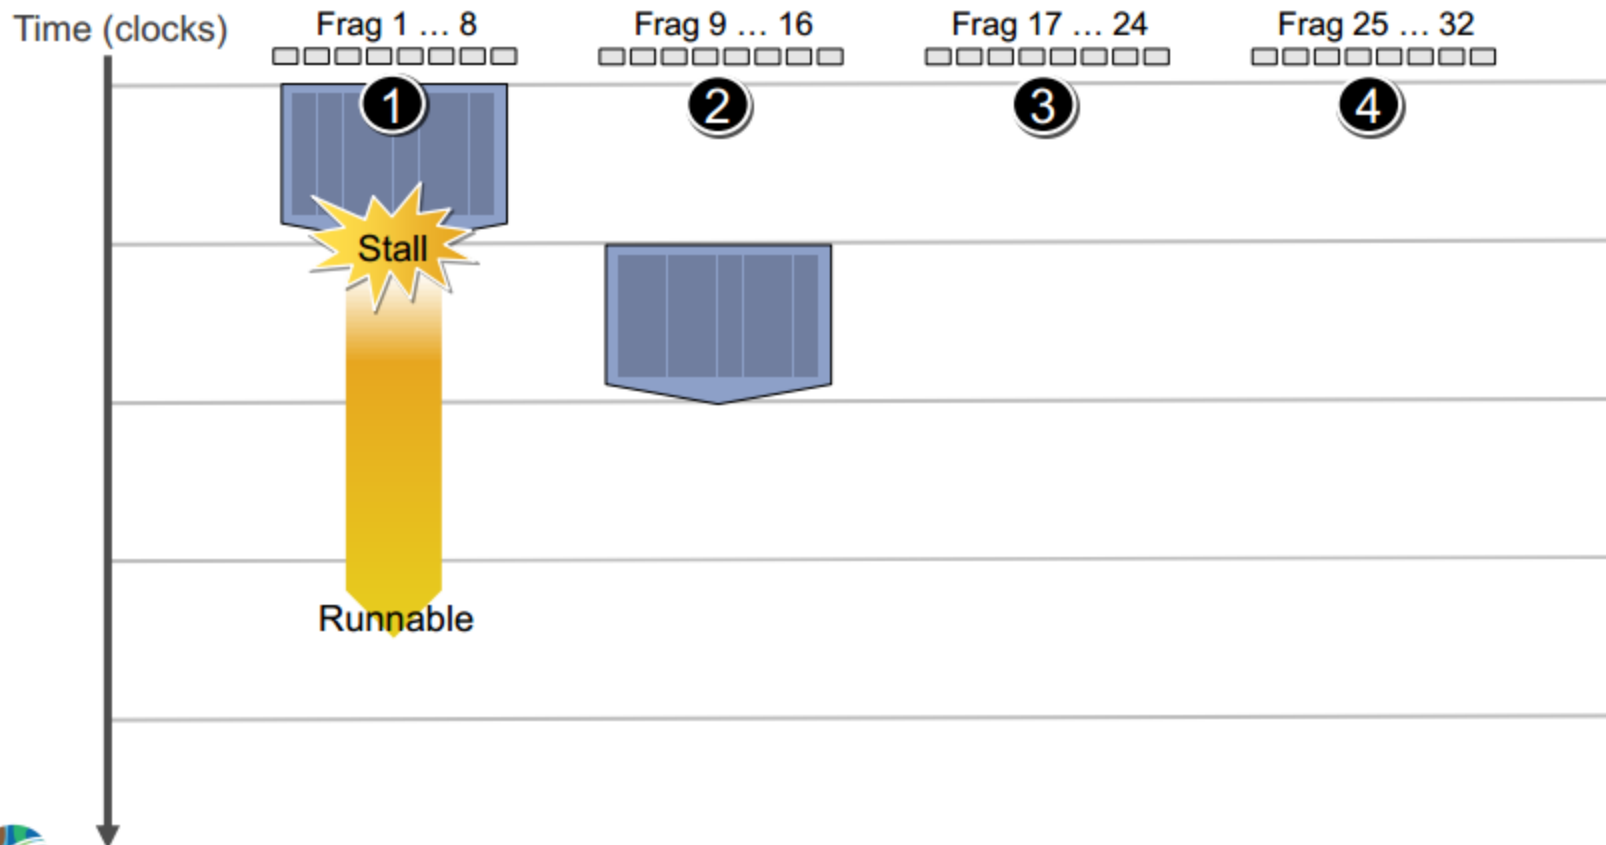 Time (clocks)
Frag 1 … 8
Frag 9 … 16
Frag 17 … 24
Frag 25 … 32
1
2
3
4
Stall
Runnable